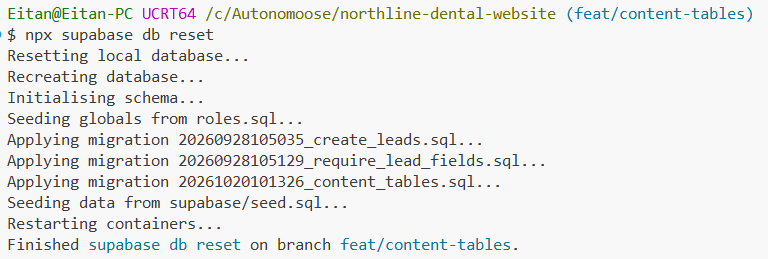 Eitan@Eitan-PC UCRT64 /c/Autonomoose/northline-dental-website (feat/content-tables)
$ npx supabase db reset
Resetting local database...
Recreating database...
Initialising schema...
Seeding globals from roles.sql...
Applying migration 20260928105035_create_leads.sql...
Applying migration 20260928105129_require_lead_fields.sql...
Applying migration 20261020101326_content_tables.sql...
Seeding data from supabase/seed.sql...
Restarting containers...
Finished supabase db reset on branch feat/content-tables.